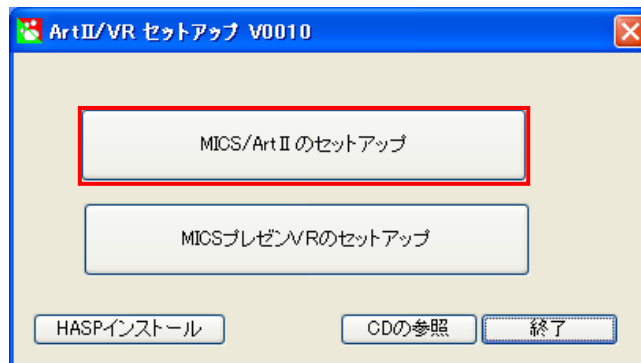 ArtⅡ/VR セットアップ V0010
MICS/ArtⅡのセットアップ
MICSプレゼンVRのセットアップ
HASPインストール CDの参照 終了